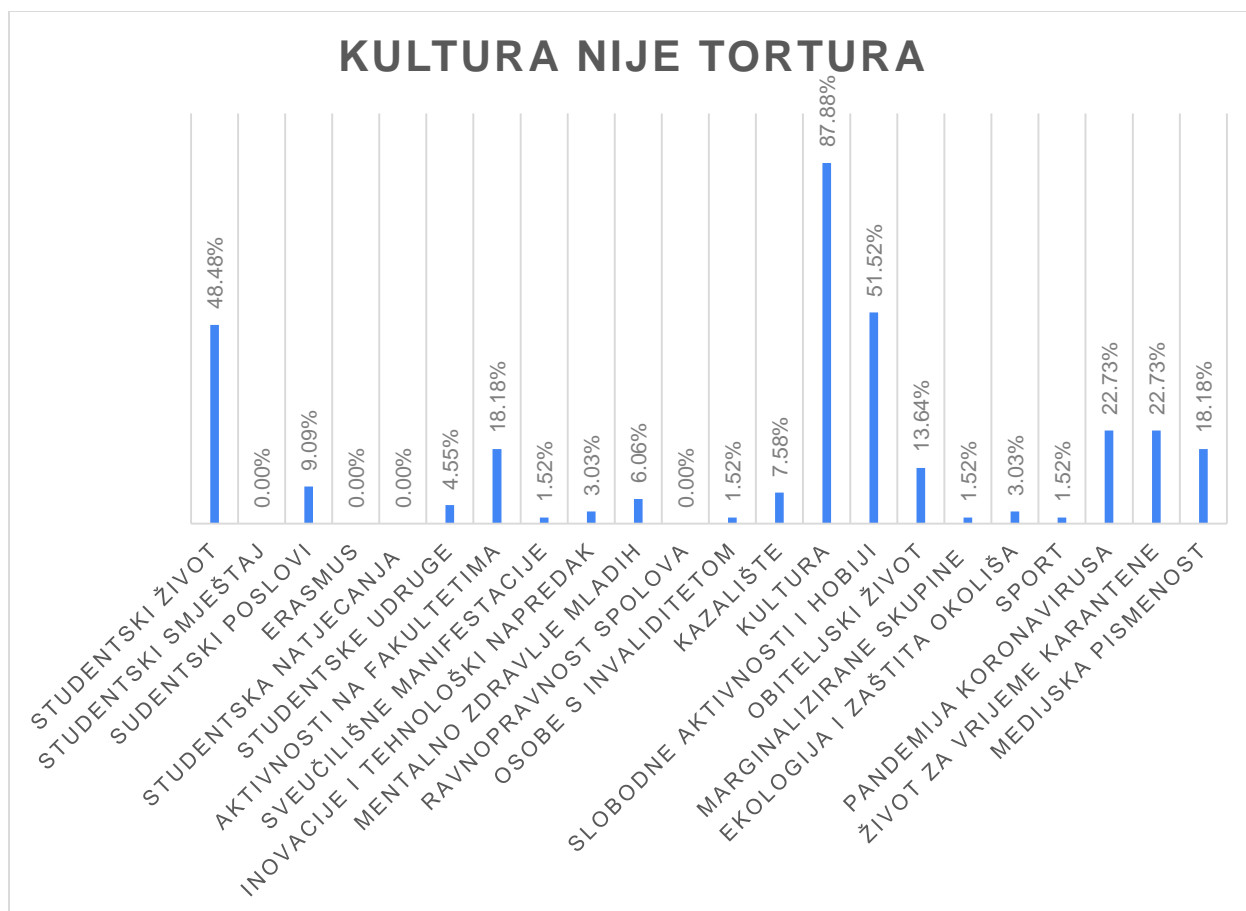 KULTURA NIJE TORTURA
48.48%
0.00%
9.09%
0.00%
0.00%
4.55%
18.18%
1.52%
3.03%
6.06%
0.00%
1.52%
7.58%
87.88%
51.52%
13.64%
1.52%
3.03%
1.52%
22.73%
22.73%
18.18%
STUDENTSKI ŽIVOT
STUDENTSKI SMJEŠTAJ
SUDENTSKI POSLOVI
ERASMUS
STUDENTSKA NATJECANJA
STUDENTSKE UDRUGE
AKTIVNOSTI NA FAKULTETIMA
SVEUČILIŠNE MANIFESTACIJE
INOVACIJE I TEHNOLOŠKI NAPREDAK
MENTALNO ZDRAVLJE MLADIH
RAVNOPRAVNOST SPOLOVA
OSOBE S INVALIDITETOM
KAZALIŠTE
KULTURA
SLOBODNE AKTIVNOSTI I HOBIJI
OBITELJSKI ŽIVOT
MARGINALIZIRANE SKUPINE
EKOLOGIJA I ZAŠTITA OKOLIŠA
SPORT
PANDEMIJA KORONAVIRUSA
ŽIVOT ZA VRIJEME KARANTENE
MEDIJSKA PISMENOST